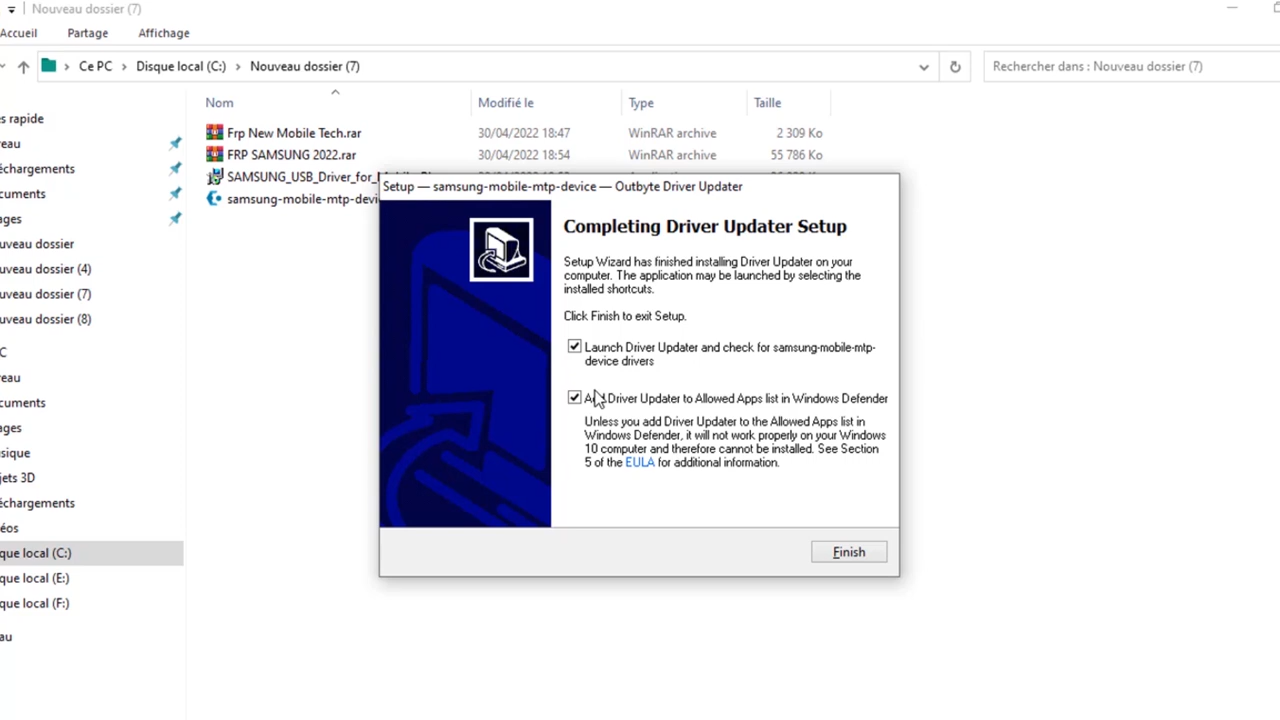 Nouveau dossier (7)
Accueil Partage Affichage
Ce PC Disque local (C:) Nouveau dossier (7)
Rechercher dans : Nouveau dossier (7)
Nom Modifié le Type Taille
Frp New Mobile Tech.rar 30/04/2022 18:47 WinRAR archive 2 309 Ko
FRP SAMSUNG 2022.rar 30/04/2022 18:54 WinRAR archive 55 786 Ko
SAMSUNG_USB_Driver_for_
samsung-mobile-mtp-devi
s rapide
eau
échargements
cuments
ages
uveau dossier
uveau dossier (4)
uveau dossier (7)
uveau dossier (8)
C
eau
cuments
ages
sique
jets 3D
échargements
éos
que local (C:)
que local (E:)
que local (F:)
au
Setup — samsung-mobile-mtp-device — Outbyte Driver Updater
Completing Driver Updater Setup
Setup Wizard has finished installing Driver Updater on your
computer. The application may be launched by selecting the
installed shortcuts.
Click Finish to exit Setup.
Launch Driver Updater and check for samsung-mobile-mtp-
device drivers
Driver Updater to Allowed Apps list in Windows Defender
Unless you add Driver Updater to the Allowed Apps list in
Windows Defender, it will not work properly on your Windows
10 computer and therefore cannot be installed. See Section
5 of the EULA for additional information.
Finish